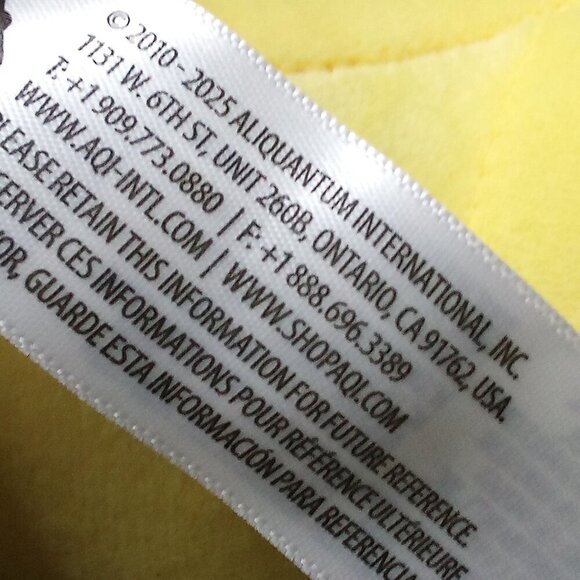 © 2010 - 2025 ALIQUANTUM INTERNATIONAL, INC.
1131 W. 6TH ST, UNIT 260B, ONTARIO, CA 91762, USA.
T: +1 909.773.0880 | F: +1 888.696.3389
WWW.AQI-INTL.COM | WWW.SHOPAQI.COM
PLEASE RETAIN THIS INFORMATION FOR FUTURE REFERENCE.
SERVER CES INFORMATIONS POUR RÉFÉRENCE ULTÉRIEURE
OR, GUARDE ESTA INFORMACIÓN PARA REFERENCIA